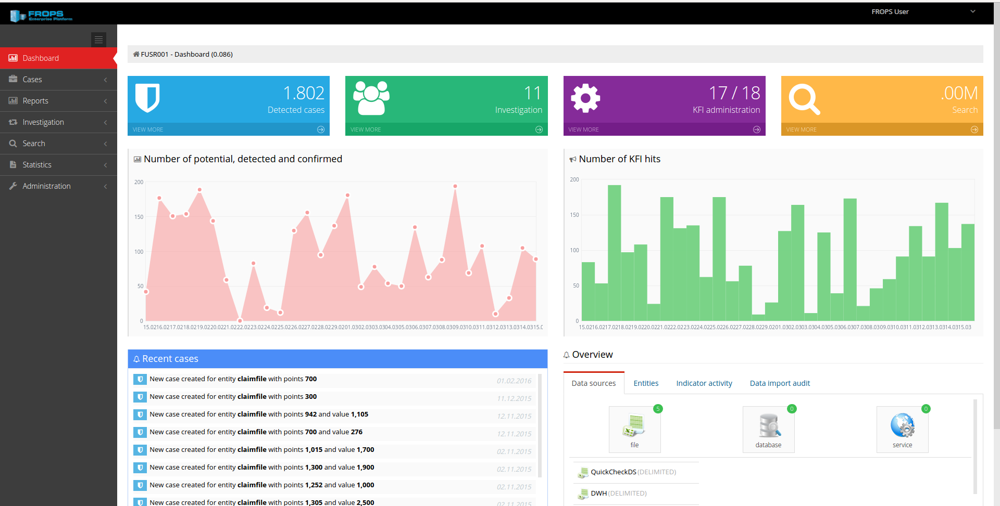 FROPS
Enterprise Platform
FROPS User
Dashboard
Cases
Reports
Investigation
Search
Statistics
Administration
FUSR001 - Dashboard (0.086)
1.802
Detected cases
VIEW MORE
11
Investigation
VIEW MORE
17 / 18
KFI administration
VIEW MORE
.00M
Search
VIEW MORE
Number of potential, detected and confirmed
200
150
100
50
0
15.0216.0217.0218.0219.0220.0221.0222.0223.0224.0225.0226.0227.0228.0229.0201.0302.0303.0304.0305.0306.0307.0308.0309.0310.0311.0312.0313.0314.0315.0
Number of KFI hits
200
150
100
50
0
15.0216.0217.0218.0219.0220.0221.0222.0223.0224.0225.0226.0227.0228.0229.0201.0302.0303.0304.0305.0306.0307.0308.0309.0310.0311.0312.0313.0314.0315.03
Recent cases
New case created for entity claimfile with points 700 01.02.2016
New case created for entity claimfile with points 300 11.12.2015
New case created for entity claimfile with points 942 and value 1,105 12.11.2015
New case created for entity claimfile with points 700 and value 276 12.11.2015
New case created for entity claimfile with points 1,015 and value 1,700 02.11.2015
New case created for entity claimfile with points 1,300 and value 1,900 02.11.2015
New case created for entity claimfile with points 1,252 and value 1,000 02.11.2015
New case created for entity claimfile with points 1,305 and value 2,500 02.11.2015
Overview
Data sources Entities Indicator activity Data import audit
5
file
0
database
0
service
QuickCheckDS (DELIMITED)
DWH (DELIMITED)